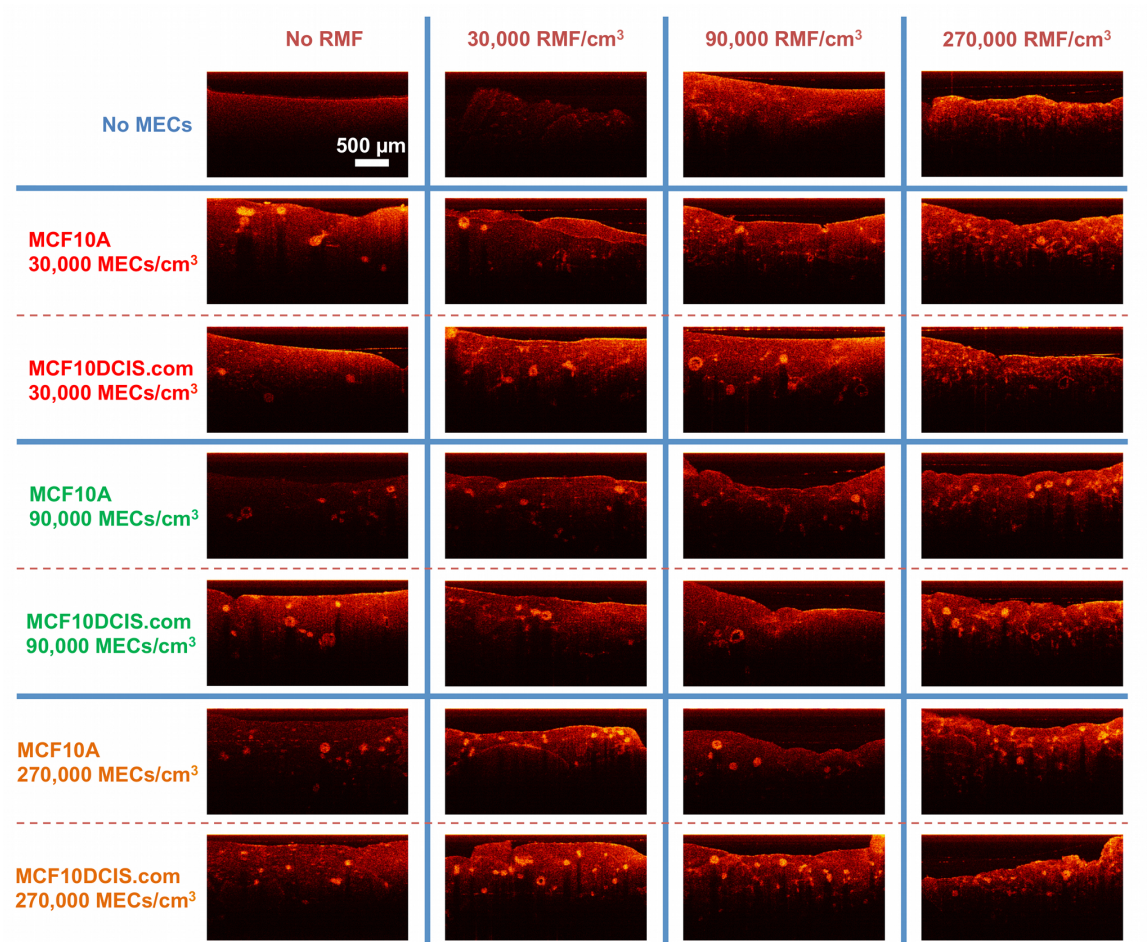 No RMF
30,000 RMF/cm³
90,000 RMF/cm³
270,000 RMF/cm³
No MECs
500 µm
MCF10A
30,000 MECs/cm³
MCF10DCIS.com
30,000 MECs/cm³
MCF10A
90,000 MECs/cm³
MCF10DCIS.com
90,000 MECs/cm³
MCF10A
270,000 MECs/cm³
MCF10DCIS.com
270,000 MECs/cm³